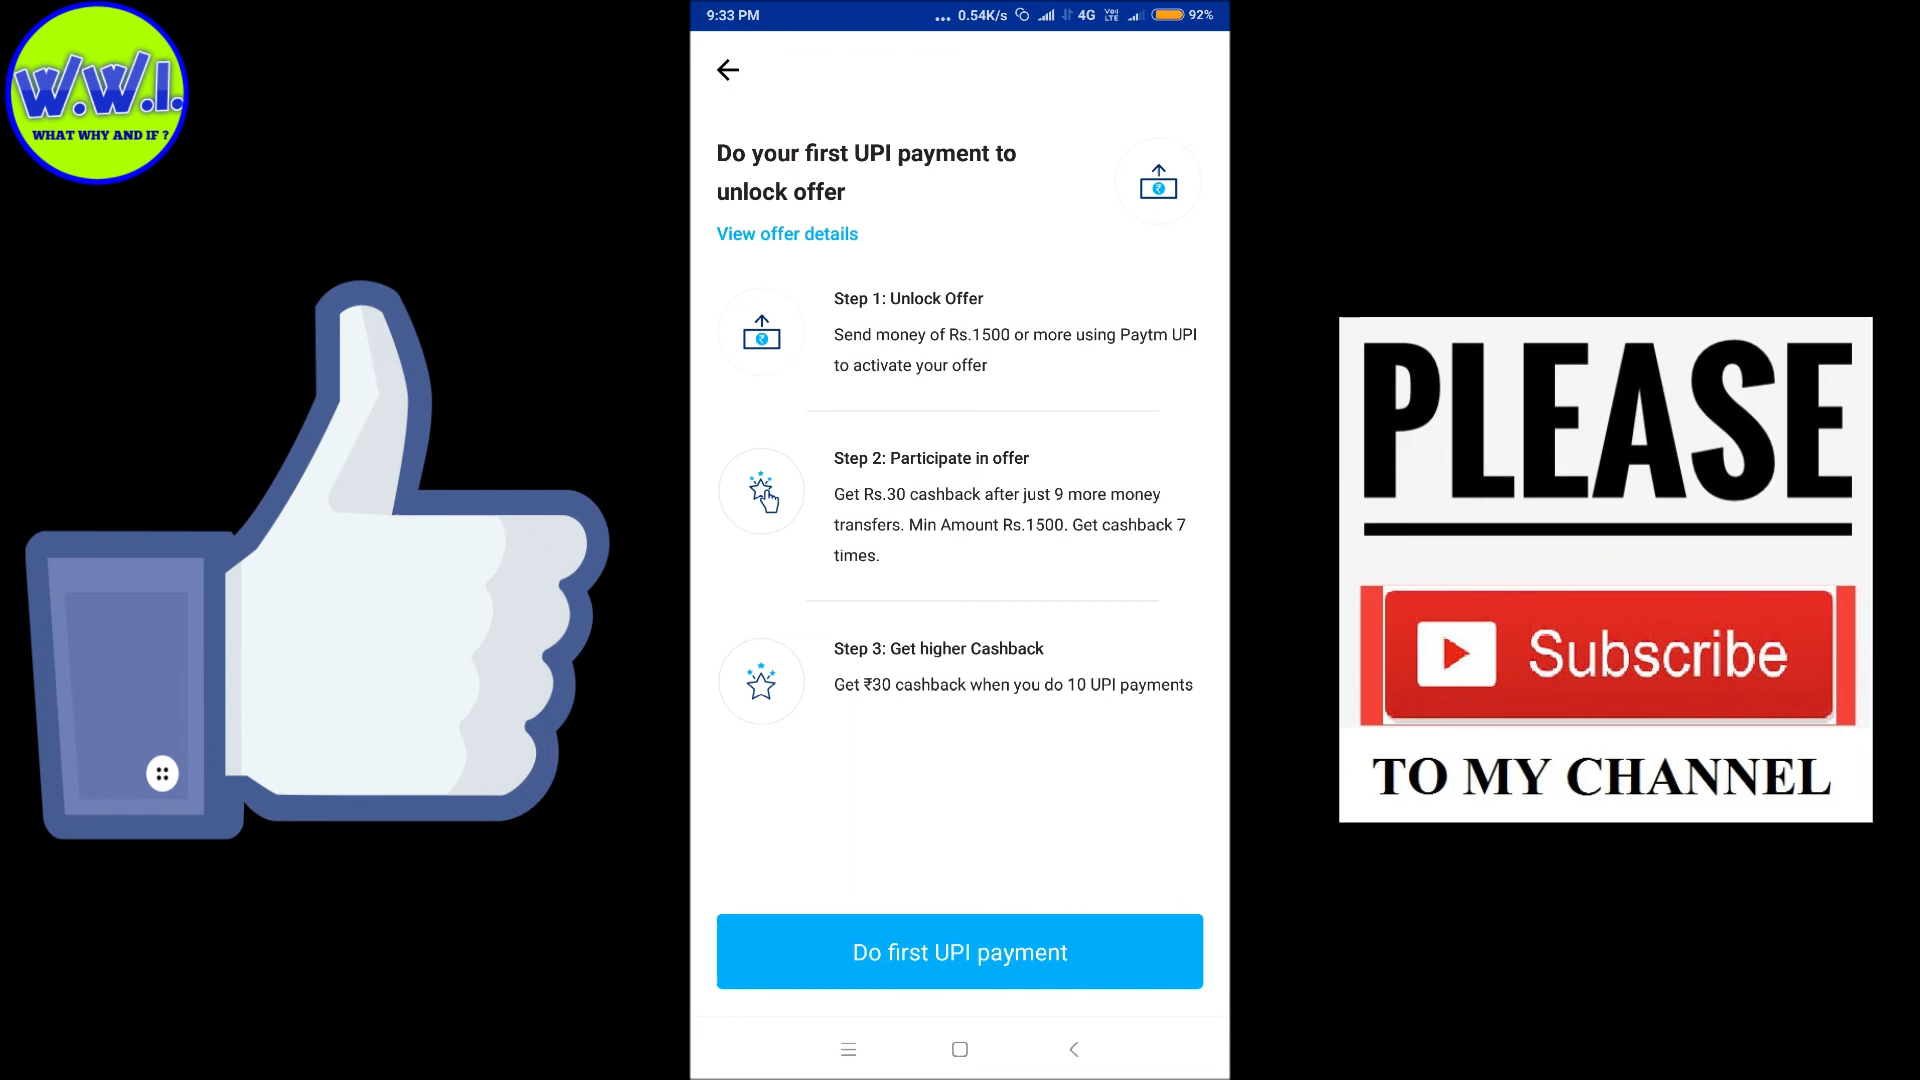 W.W.I.
WHAT WHY AND IF ?
9:33 PM
... 0.54K/s 4G VoLTE 92%
Do your first UPI payment to
unlock offer
View offer details
Step 1: Unlock Offer
Send money of Rs.1500 or more using Paytm UPI
to activate your offer
Step 2: Participate in offer
Get Rs.30 cashback after just 9 more money
transfers. Min Amount Rs.1500. Get cashback 7
times.
Step 3: Get higher Cashback
Get ₹30 cashback when you do 10 UPI payments
Do first UPI payment
PLEASE
Subscribe
TO MY CHANNEL